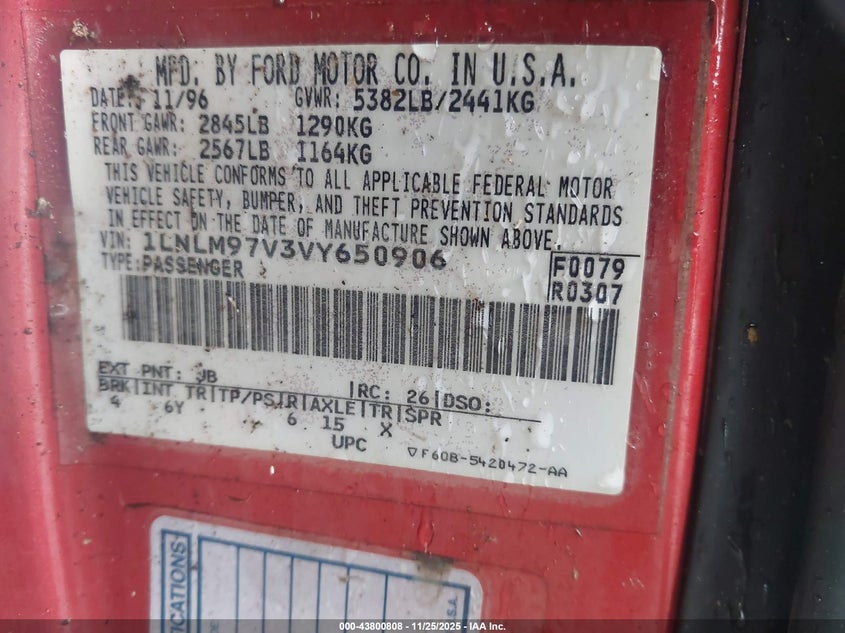 MFD. BY FORD MOTOR CO. IN U.S.A.
DATE: 11/96 GVWR: 5382LB/2441KG
FRONT GAWR: 2845LB 1290KG
REAR GAWR: 2567LB 1164KG
THIS VEHICLE CONFORMS TO ALL APPLICABLE FEDERAL MOTOR
VEHICLE SAFETY, BUMPER, AND THEFT PREVENTION STANDARDS
IN EFFECT ON THE DATE OF MANUFACTURE SHOWN ABOVE.
VIN: 1LNLM97V3VY650906
TYPE: PASSENGER
F0079
R0307
EXT PNT: JB RC: 26 DSO:
BRK INT TR TP/PS R AXLE TR SPR
4 6Y 6 15 X
UPC
F60B-5420472-AA
000-43800808 - 11/25/2025 - IAA Inc.